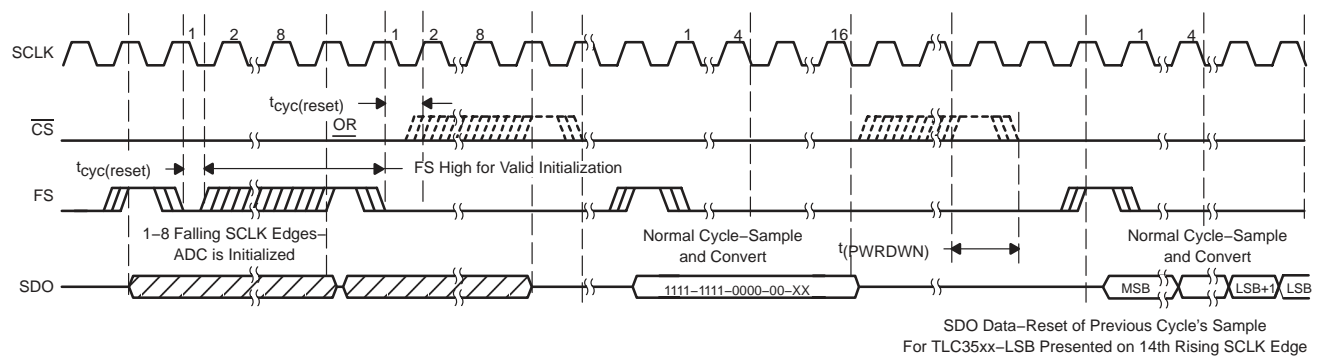 1 2 8 1 2 8 1 4 16 1 4
SCLK
tcyc(reset)
CS
OR
tcyc(reset)
FS High for Valid Initialization
FS
1–8 Falling SCLK Edges–
ADC is Initialized
Normal Cycle–Sample
and Convert
t(PWRDWN)
Normal Cycle–Sample
and Convert
SDO
1111–1111–0000–00–XX
MSB
LSB+1
LSB
SDO Data–Reset of Previous Cycle's Sample
For TLC35xx–LSB Presented on 14th Rising SCLK Edge